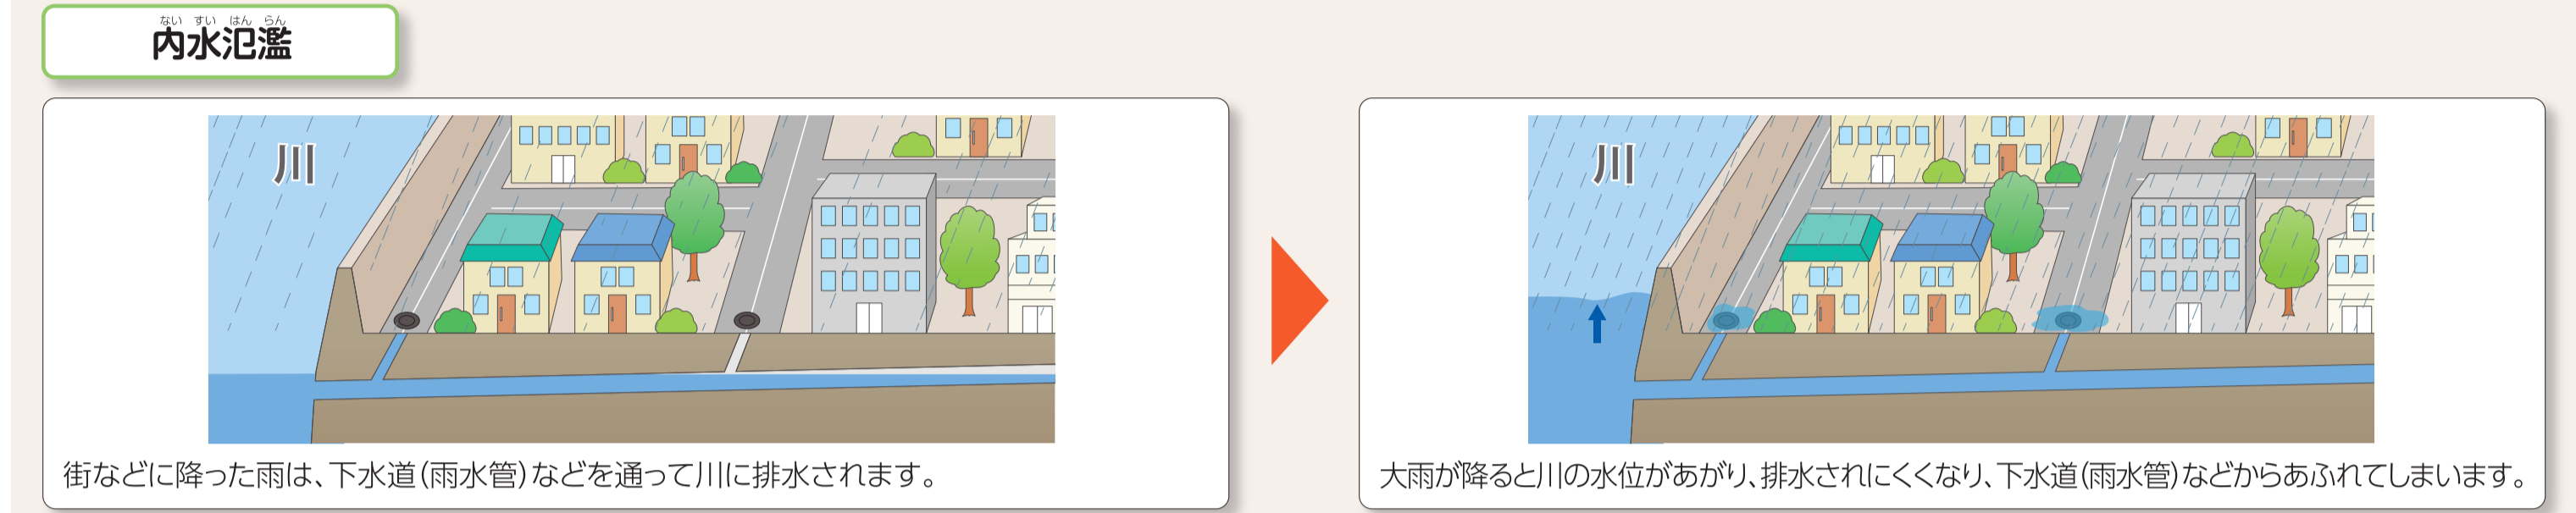 ない すい はん らん
内水氾濫
川
街などに降った雨は、下水道(雨水管)などを通って川に排水されます。
川
大雨が降ると川の水位があがり、排水されにくくなり、下水道(雨水管)などからあふれてしまいます。